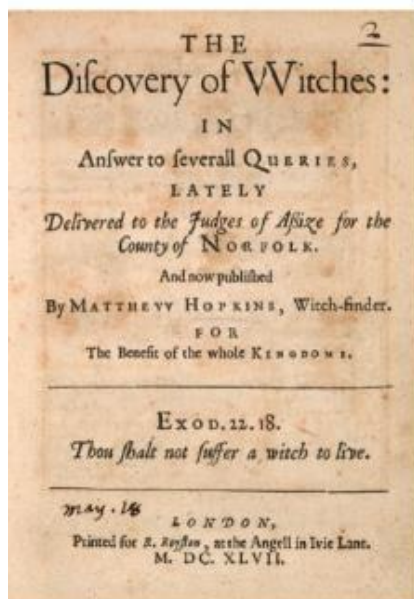 2
THE
Diſcovery of VVitches:
IN
Anſwer to ſeverall QUERIES,
LATELY
Delivered to the Judges of Aſsize for the
County of NORFOLK.
And now publiſhed
By MATTHEVV HOPKINS, Witch-finder.
FOR
The Benefit of the whole KINGDOME.
EXOD. 22. 18.
Thou ſhalt not ſuffer a witch to live.
may. 18
LONDON,
Printed for R. Royſton, at the Angell in Ivie Lane.
M. DC. XLVII.